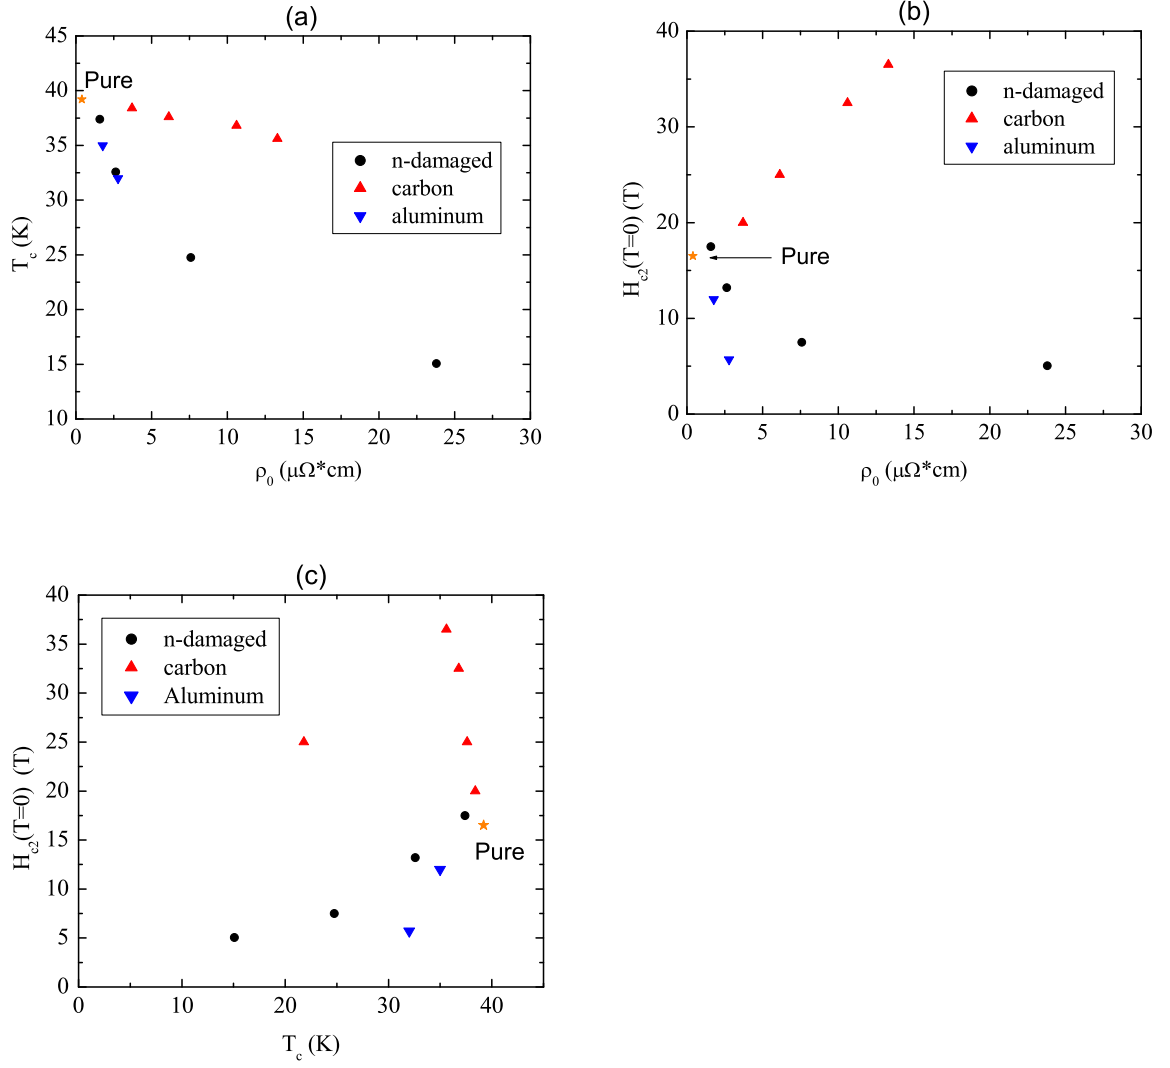 (a)
45
40
35
30
25
20
15
10
T_c (K)
Pure
n-damaged
carbon
aluminum
0 5 10 15 20 25 30
ρ_0 (μΩ*cm)
(b)
40
30
20
10
0
H_c2(T=0) (T)
n-damaged
carbon
aluminum
Pure
0 5 10 15 20 25 30
ρ_0 (μΩ*cm)
(c)
40
35
30
25
20
15
10
5
0
H_c2(T=0) (T)
n-damaged
carbon
Aluminum
Pure
0 10 20 30 40
T_c (K)